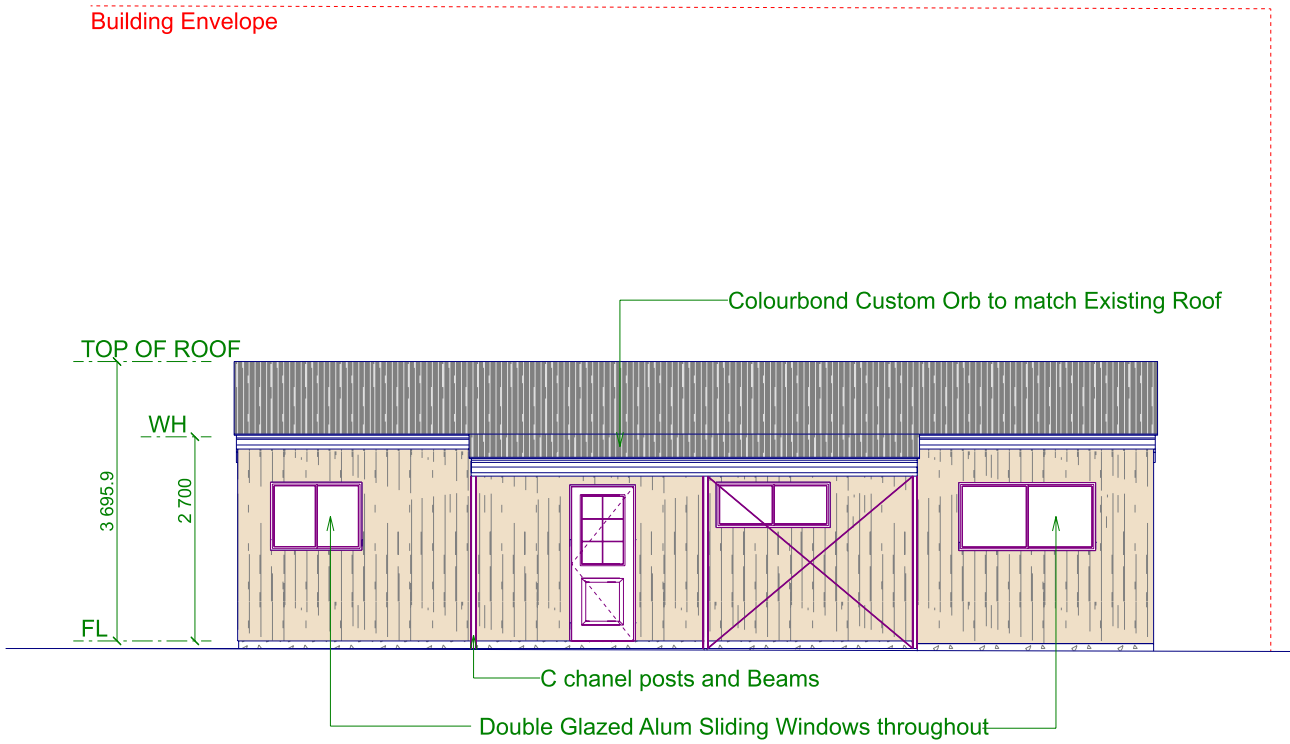 Building Envelope
Colourbond Custom Orb to match Existing Roof
TOP OF ROOF
WH
3 695.9
2 700
FL
C chanel posts and Beams
Double Glazed Alum Sliding Windows throughout